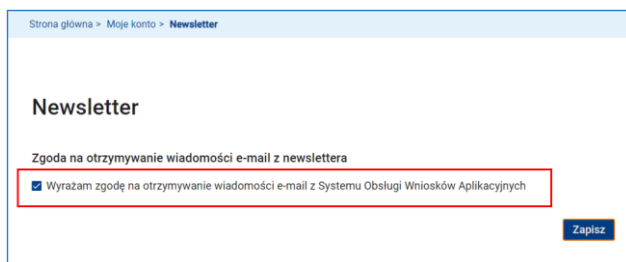 Strona główna > Moje konto > Newsletter
Newsletter
Zgoda na otrzymywanie wiadomości e-mail z newslettera
Wyrażam zgodę na otrzymywanie wiadomości e-mail z Systemu Obsługi Wniosków Aplikacyjnych
Zapisz